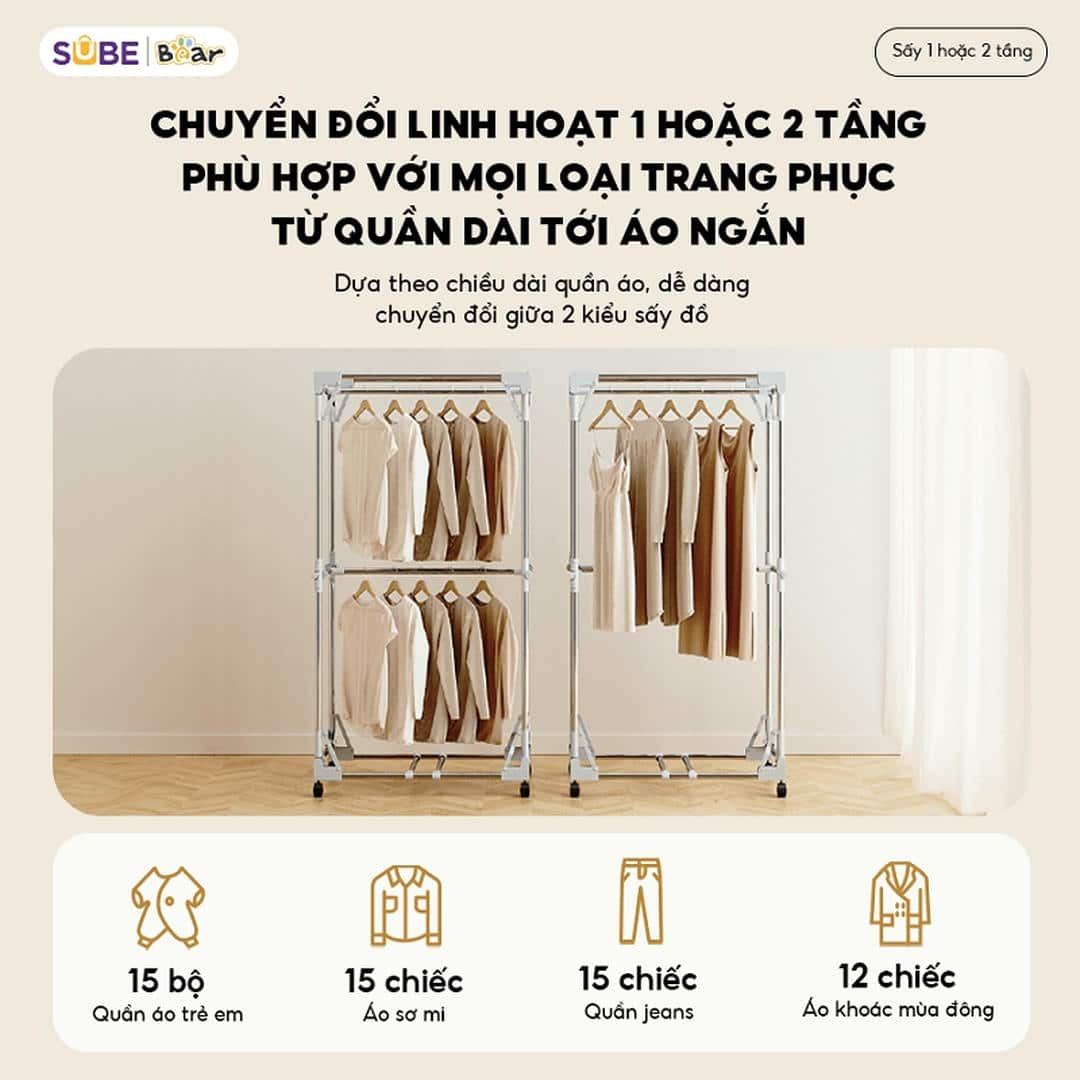 SUBE | Bear
Sấy 1 hoặc 2 tầng
CHUYỂN ĐỔI LINH HOẠT 1 HOẶC 2 TẦNG
PHÙ HỢP VỚI MỌI LOẠI TRANG PHỤC
TỪ QUẦN DÀI TỚI ÁO NGẮN
Dựa theo chiều dài quần áo, dễ dàng
chuyển đổi giữa 2 kiểu sấy đồ
15 bộ
Quần áo trẻ em
15 chiếc
Áo sơ mi
15 chiếc
Quần jeans
12 chiếc
Áo khoác mùa đông